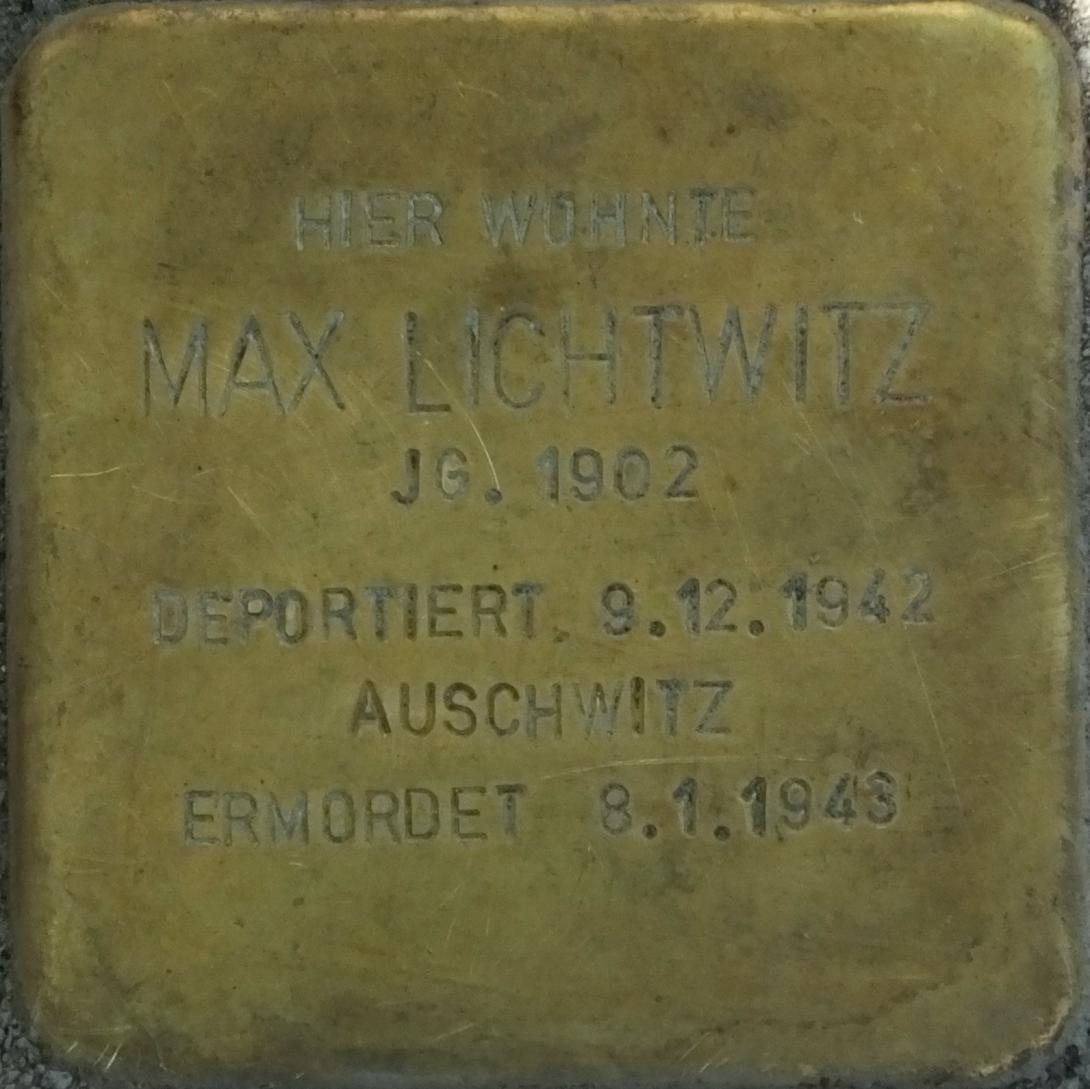 HIER WOHNTE
MAX LICHTWITZ
JG. 1902
DEPORTIERT 9.12.1942
AUSCHWITZ
ERMORDET 8.1.1943